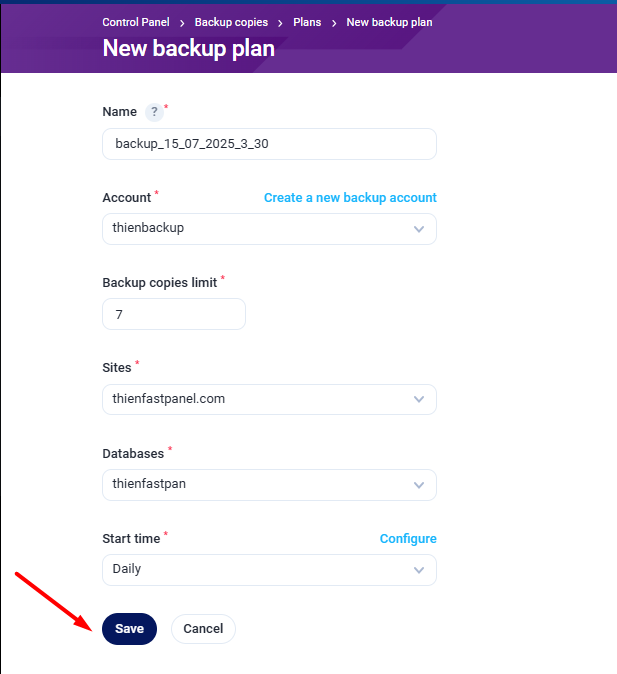 Control Panel > Backup copies > Plans > New backup plan
New backup plan
Name ? *
backup_15_07_2025_3_30
Account * Create a new backup account
thienbackup
Backup copies limit *
7
Sites *
thienfastpanel.com
Databases *
thienfastpan
Start time * Configure
Daily
Save Cancel